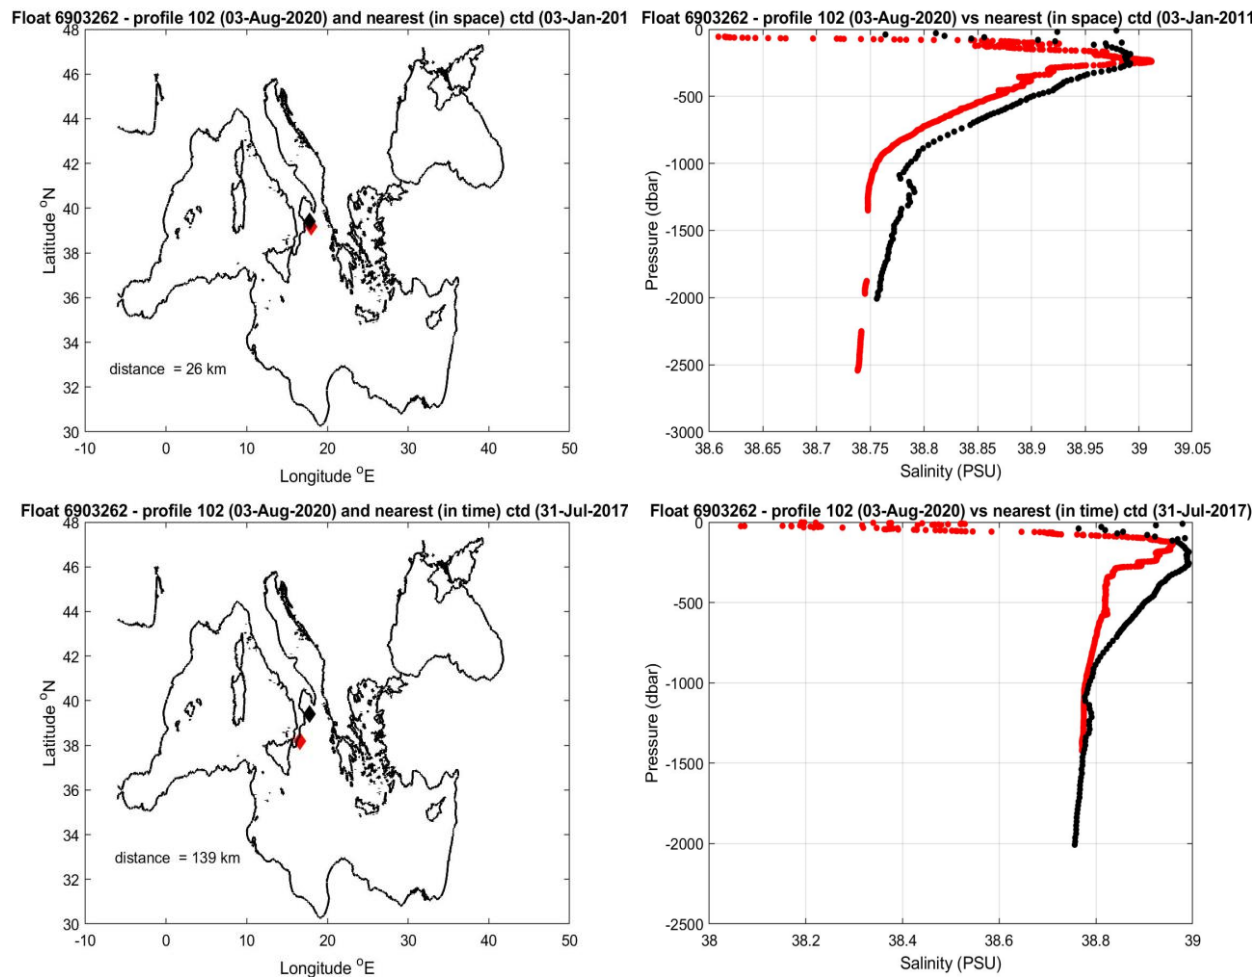 Float 6903262 - profile 102 (03-Aug-2020) and nearest (in space) ctd (03-Jan-201
48
46
44
42
40
38
36
34
32
30
Latitude °N
distance = 26 km
-10 0 10 20 30 40 50
Longitude °E
Float 6903262 - profile 102 (03-Aug-2020) vs nearest (in space) ctd (03-Jan-2011
0
-500
-1000
-1500
-2000
-2500
-3000
Pressure (dbar)
38.6 38.65 38.7 38.75 38.8 38.85 38.9 38.95 39 39.05
Salinity (PSU)
Float 6903262 - profile 102 (03-Aug-2020) and nearest (in time) ctd (31-Jul-2017
48
46
44
42
40
38
36
34
32
30
Latitude °N
distance = 139 km
-10 0 10 20 30 40 50
Longitude °E
Float 6903262 - profile 102 (03-Aug-2020) vs nearest (in time) ctd (31-Jul-2017)
0
-500
-1000
-1500
-2000
-2500
Pressure (dbar)
38 38.2 38.4 38.6 38.8 39
Salinity (PSU)